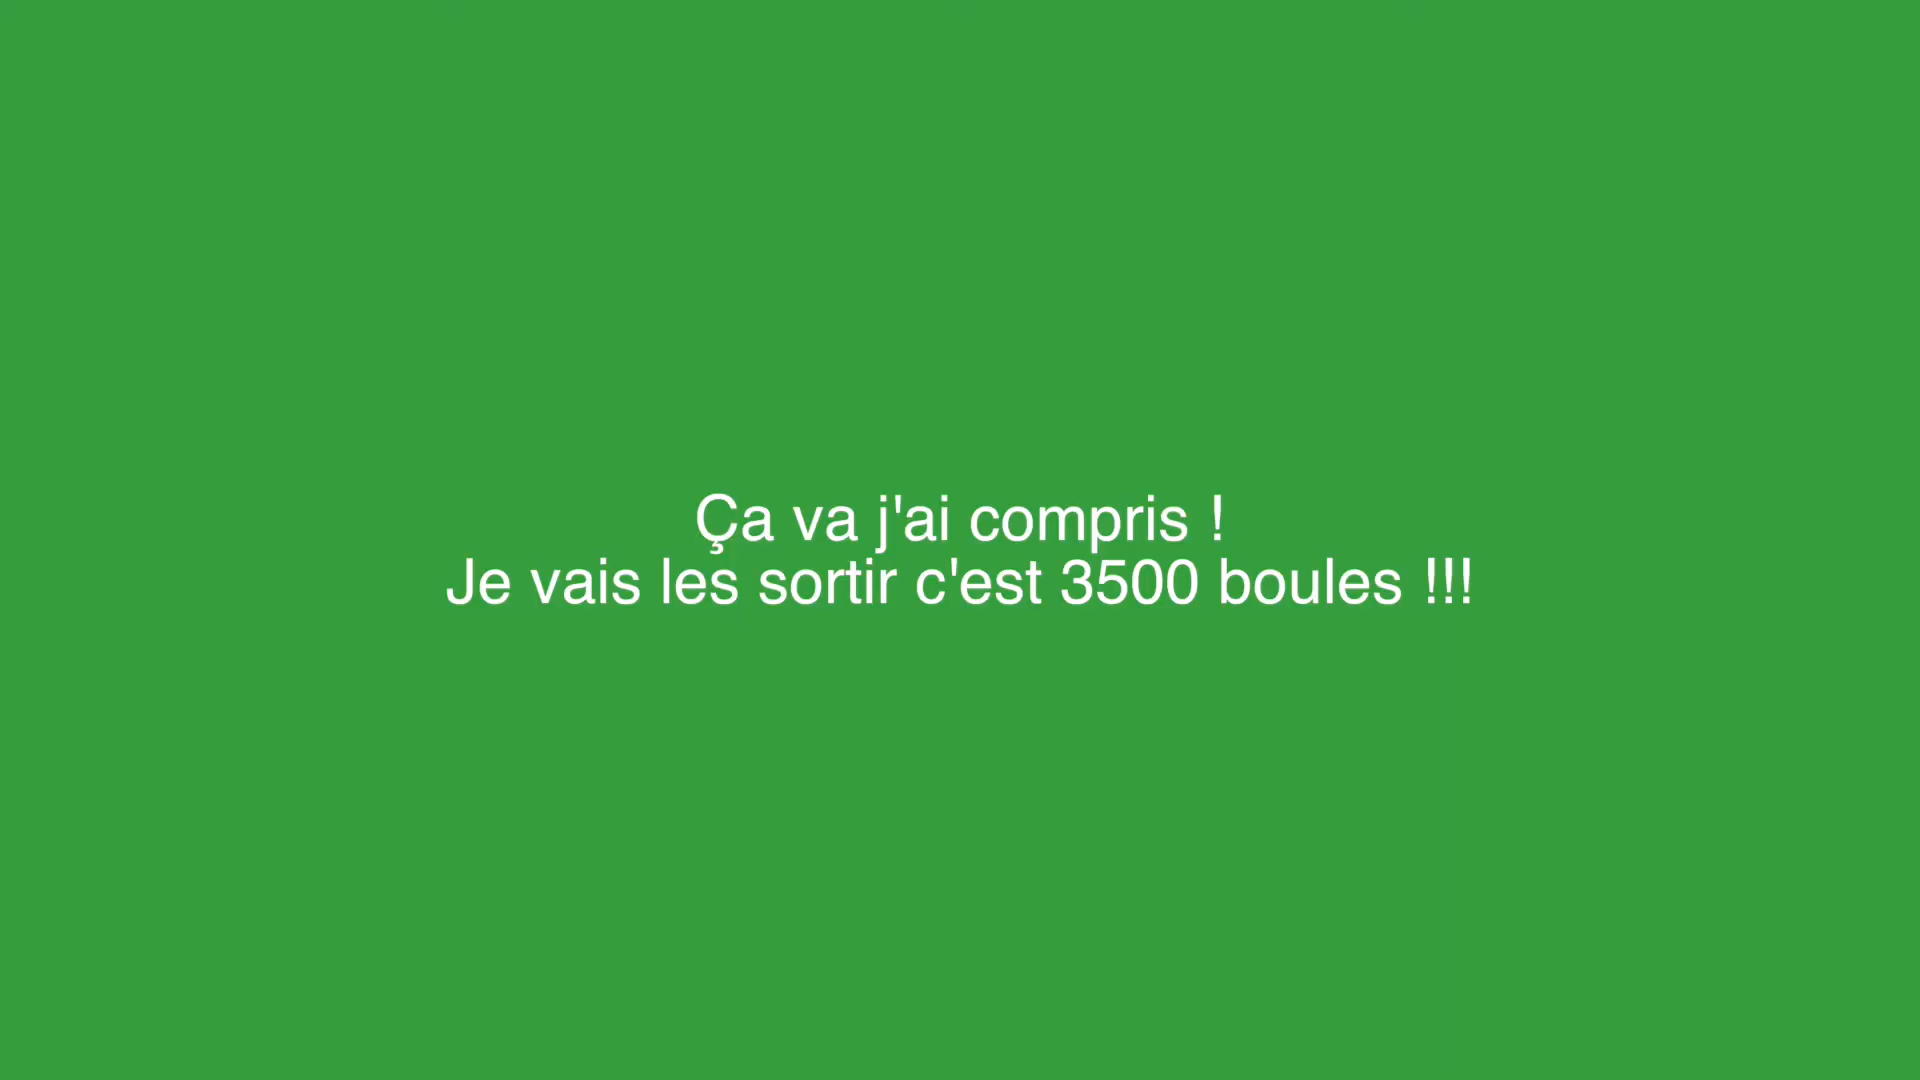 Ça va j'ai compris !
Je vais les sortir c'est 3500 boules !!!